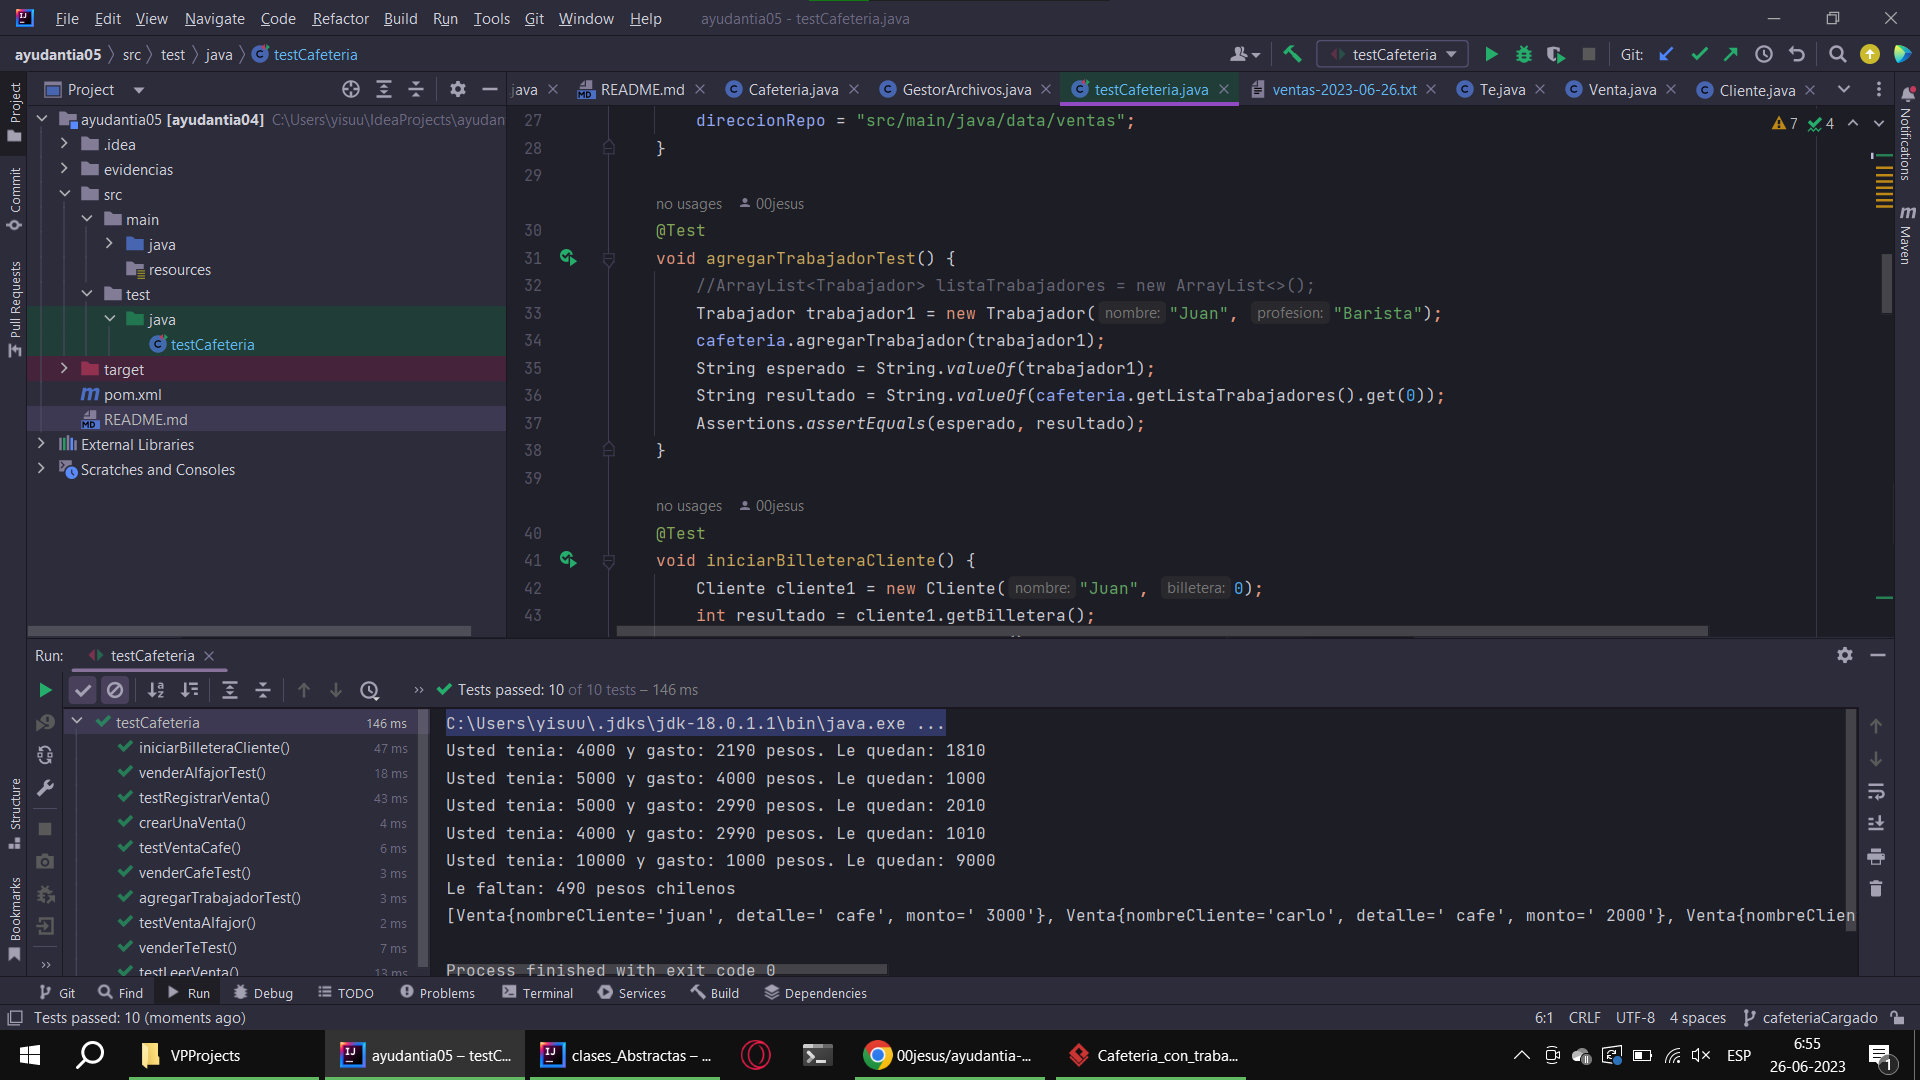 File Edit View Navigate Code Refactor Build Run Tools Git Window Help ayudantia05 - testCafeteria.java
ayudantia05 src test java testCafeteria testCafeteria Git:
Project
.java README.md Cafeteria.java GestorArchivos.java testCafeteria.java ventas-2023-06-26.txt Te.java Venta.java Cliente.java
Project
Commit
Pull Requests
Structure
Bookmarks
Notifications
Maven
ayudantia05 [ayudantia04] C:\Users\yisuu\IdeaProjects\ayudan
.idea
evidencias
src
main
java
resources
test
java
testCafeteria
target
pom.xml
README.md
External Libraries
Scratches and Consoles
7 4
27 direccionRepo = "src/main/java/data/ventas";
28 }
29
no usages 00jesus
30 @Test
31 void agregarTrabajadorTest() {
32 //ArrayList<Trabajador> listaTrabajadores = new ArrayList<>();
33 Trabajador trabajador1 = new Trabajador( nombre: "Juan", profesion: "Barista");
34 cafeteria.agregarTrabajador(trabajador1);
35 String esperado = String.valueOf(trabajador1);
36 String resultado = String.valueOf(cafeteria.getListaTrabajadores().get(0));
37 Assertions.assertEquals(esperado, resultado);
38 }
39
no usages 00jesus
40 @Test
41 void iniciarBilleteraCliente() {
42 Cliente cliente1 = new Cliente( nombre: "Juan", billetera: 0);
43 int resultado = cliente1.getBilletera();
Run: testCafeteria
Tests passed: 10 of 10 tests – 146 ms
testCafeteria 146 ms
iniciarBilleteraCliente() 47 ms
venderAlfajorTest() 18 ms
testRegistrarVenta() 43 ms
crearUnaVenta() 4 ms
testVentaCafe() 6 ms
venderCafeTest() 3 ms
agregarTrabajadorTest() 3 ms
testVentaAlfajor() 2 ms
venderTeTest() 7 ms
testLeerVenta() 13 ms
C:\Users\yisuu\.jdks\jdk-18.0.1.1\bin\java.exe ...
Usted tenia: 4000 y gasto: 2190 pesos. Le quedan: 1810
Usted tenia: 5000 y gasto: 4000 pesos. Le quedan: 1000
Usted tenia: 5000 y gasto: 2990 pesos. Le quedan: 2010
Usted tenia: 4000 y gasto: 2990 pesos. Le quedan: 1010
Usted tenia: 10000 y gasto: 1000 pesos. Le quedan: 9000
Le faltan: 490 pesos chilenos
[Venta{nombreCliente='juan', detalle=' cafe', monto=' 3000'}, Venta{nombreCliente='carlo', detalle=' cafe', monto=' 2000'}, Venta{nombreClien
Process finished with exit code 0
Git Find Run Debug TODO Problems Terminal Services Build Dependencies
Tests passed: 10 (moments ago) 6:1 CRLF UTF-8 4 spaces cafeteriaCargado
VPProjects ayudantia05 – testC... clases_Abstractas – ... 00jesus/ayudantia-... Cafeteria_con_traba... ESP 6:55
26-06-2023 1